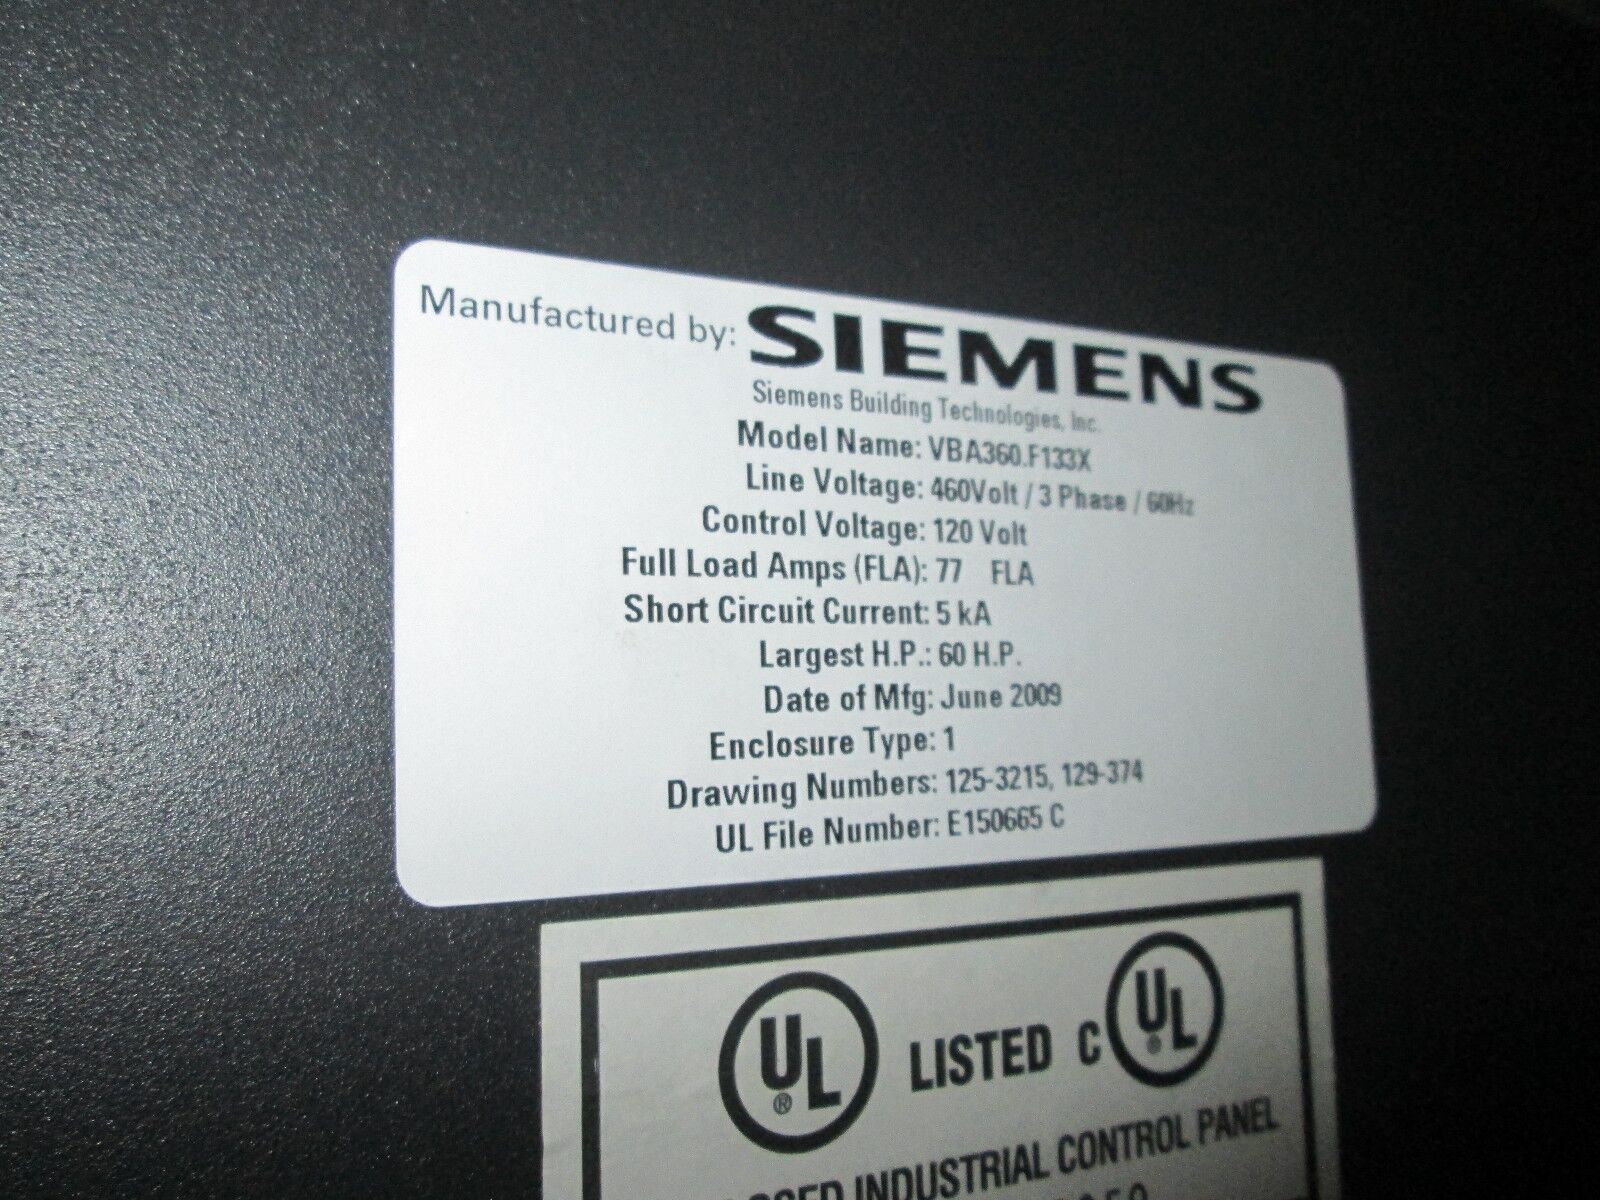 Manufactured by: SIEMENS
Siemens Building Technologies, Inc.
Model Name: VBA360.F133X
Line Voltage: 460Volt / 3 Phase / 60Hz
Control Voltage: 120 Volt
Full Load Amps (FLA): 77 FLA
Short Circuit Current: 5 kA
Largest H.P.: 60 H.P.
Date of Mfg: June 2009
Enclosure Type: 1
Drawing Numbers: 125-3215, 129-374
UL File Number: E150665 C
UL ® LISTED C UL ®
INDUSTRIAL CONTROL PANEL